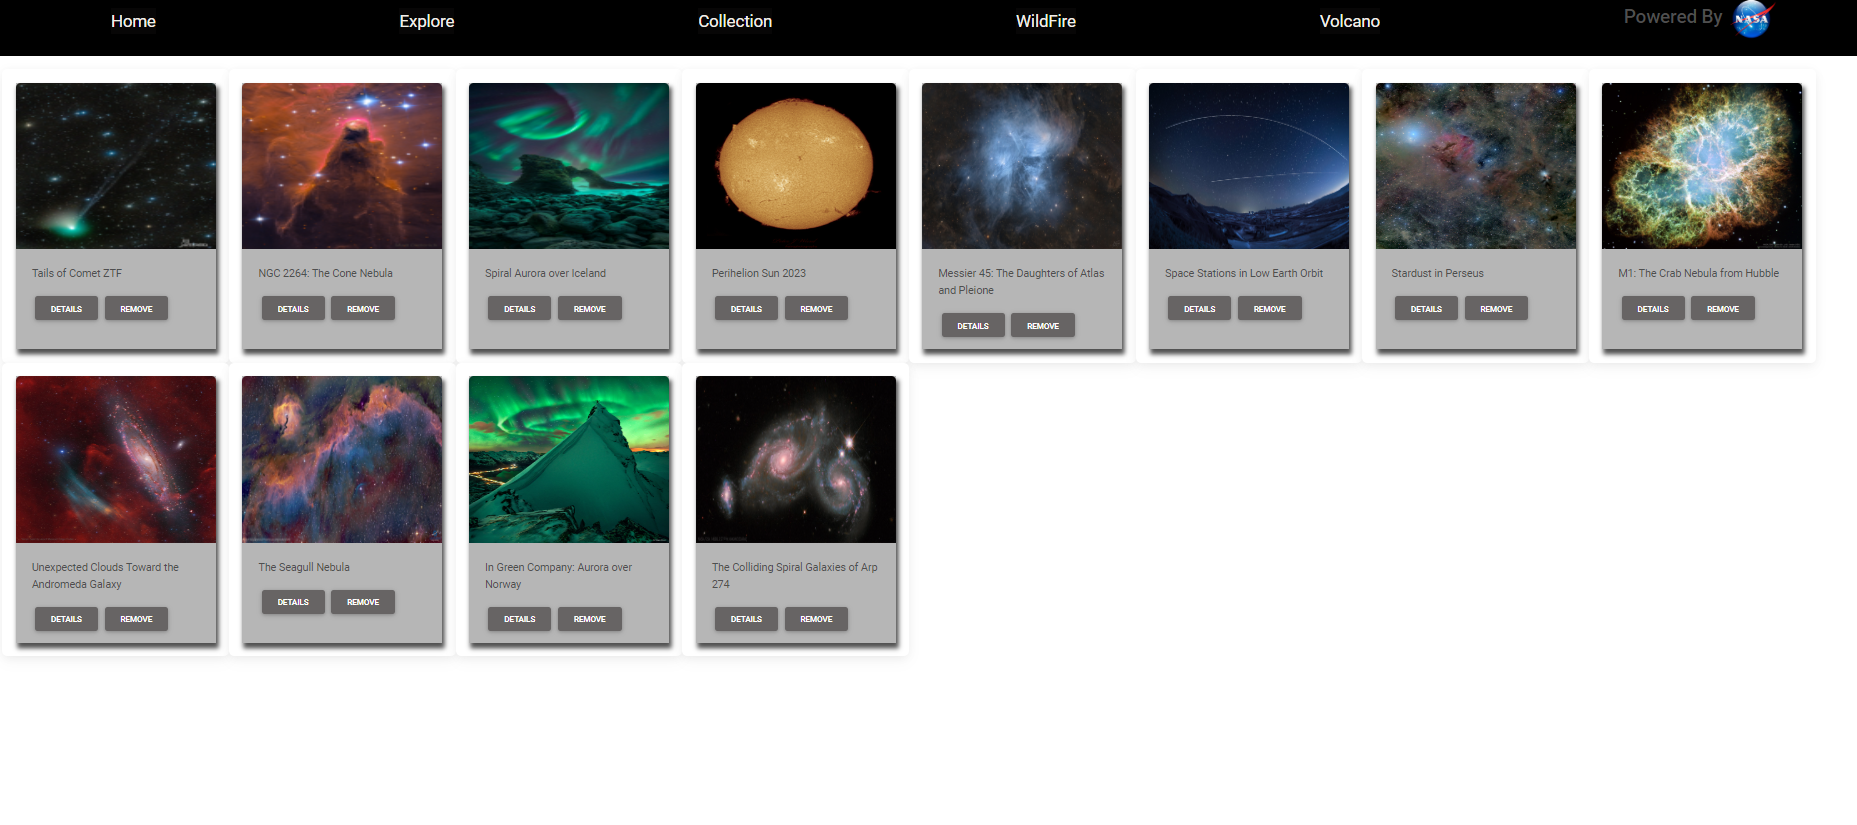 Home
Explore
Collection
WildFire
Volcano
Powered By
NASA
Tails of Comet ZTF
DETAILS
REMOVE
NGC 2264: The Cone Nebula
DETAILS
REMOVE
Spiral Aurora over Iceland
DETAILS
REMOVE
Perihelion Sun 2023
DETAILS
REMOVE
Messier 45: The Daughters of Atlas
and Pleione
DETAILS
REMOVE
Space Stations in Low Earth Orbit
DETAILS
REMOVE
Stardust in Perseus
DETAILS
REMOVE
M1: The Crab Nebula from Hubble
DETAILS
REMOVE
Unexpected Clouds Toward the
Andromeda Galaxy
DETAILS
REMOVE
The Seagull Nebula
DETAILS
REMOVE
In Green Company: Aurora over
Norway
DETAILS
REMOVE
The Colliding Spiral Galaxies of Arp
274
DETAILS
REMOVE